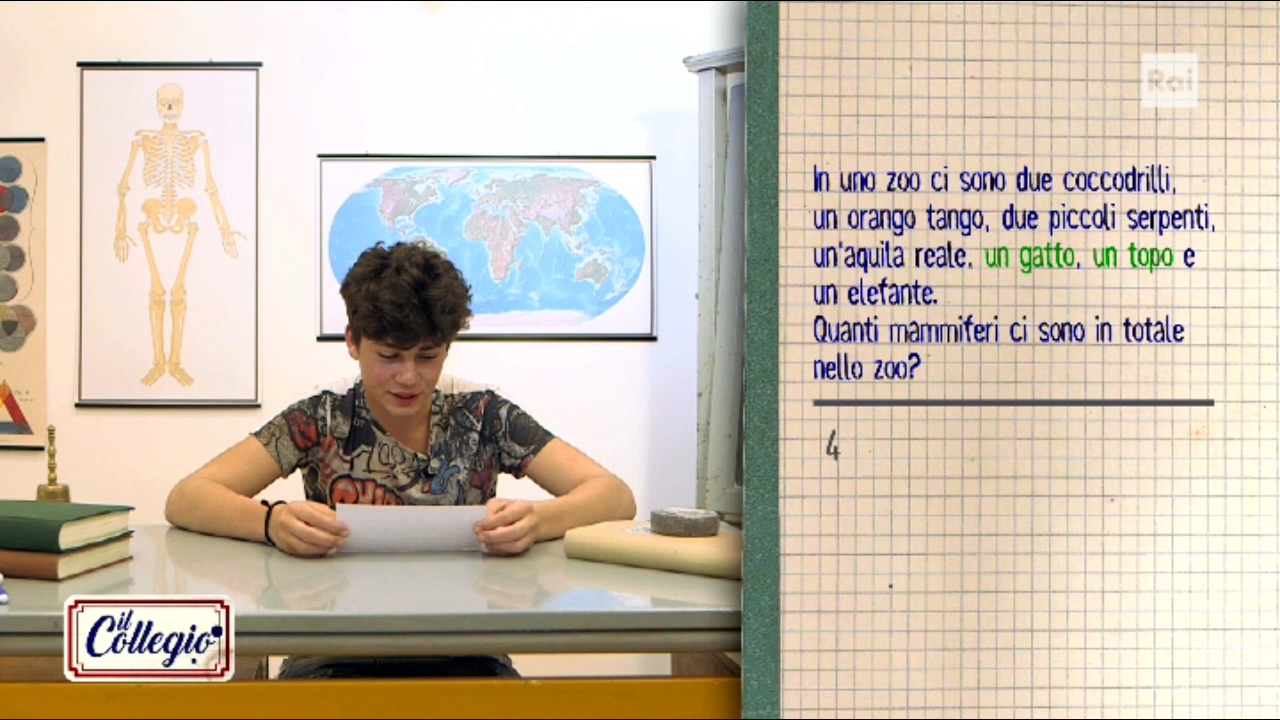 Rai
In uno zoo ci sono due coccodrilli,
un orango tango, due piccoli serpenti,
un'aquila reale, un gatto, un topo e
un elefante.
Quanti mammiferi ci sono in totale
nello zoo?
4
il
Collegio